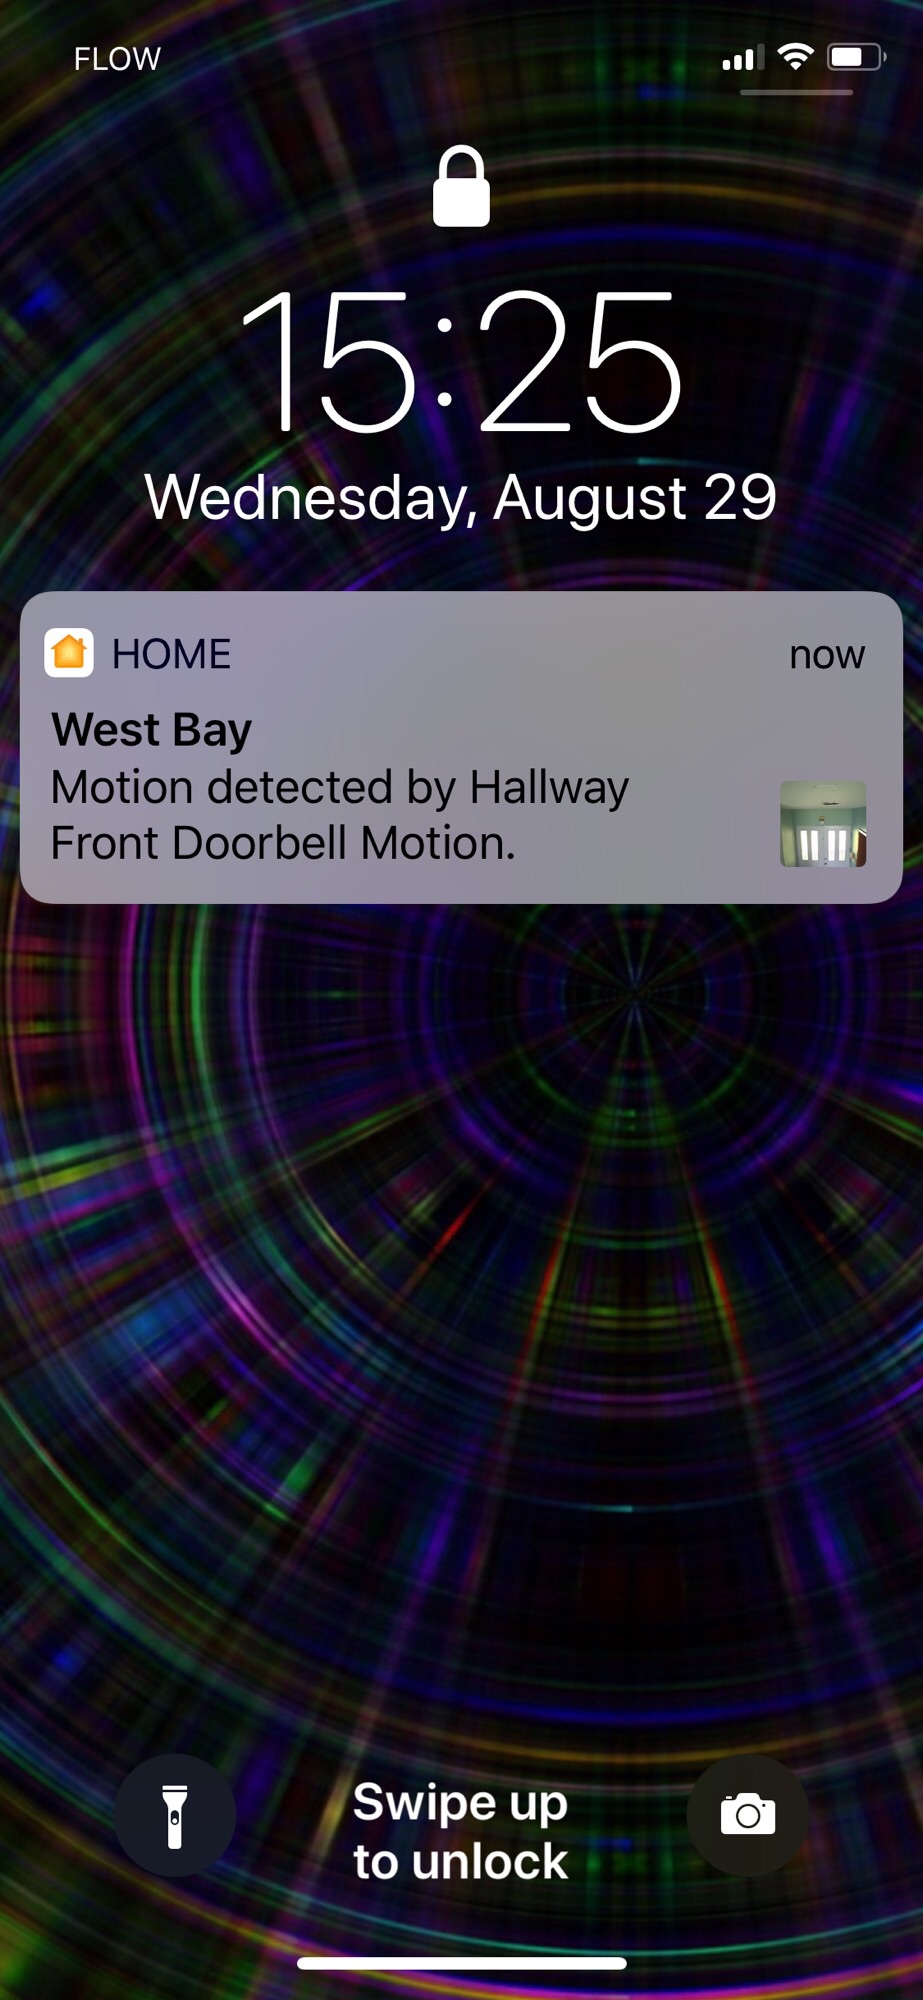 FLOW
15:25
Wednesday, August 29
HOME
now
West Bay
Motion detected by Hallway
Front Doorbell Motion.
Swipe up
to unlock